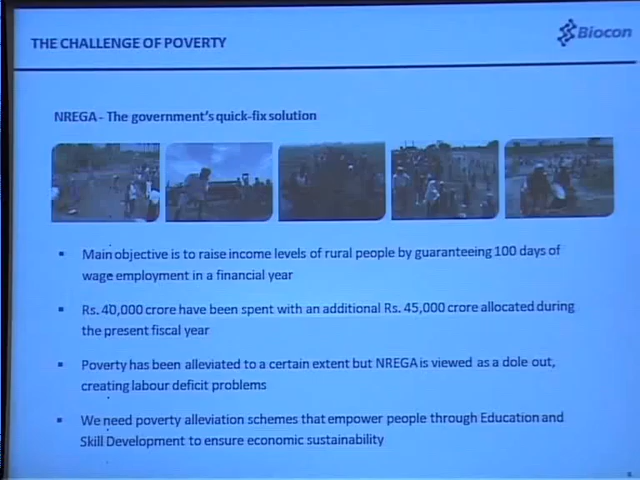 THE CHALLENGE OF POVERTY
Biocon
NREGA - The government's quick-fix solution
Main objective is to raise income levels of rural people by guaranteeing 100 days of
wage employment in a financial year
Rs. 40,000 crore have been spent with an additional Rs. 45,000 crore allocated during
the present fiscal year
Poverty has been alleviated to a certain extent but NREGA is viewed as a dole out,
creating labour deficit problems
We need poverty alleviation schemes that empower people through Education and
Skill Development to ensure economic sustainability